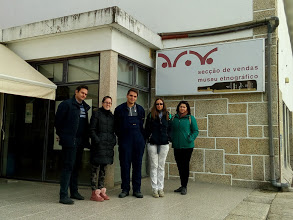 secção de vendas
museu etnográfico